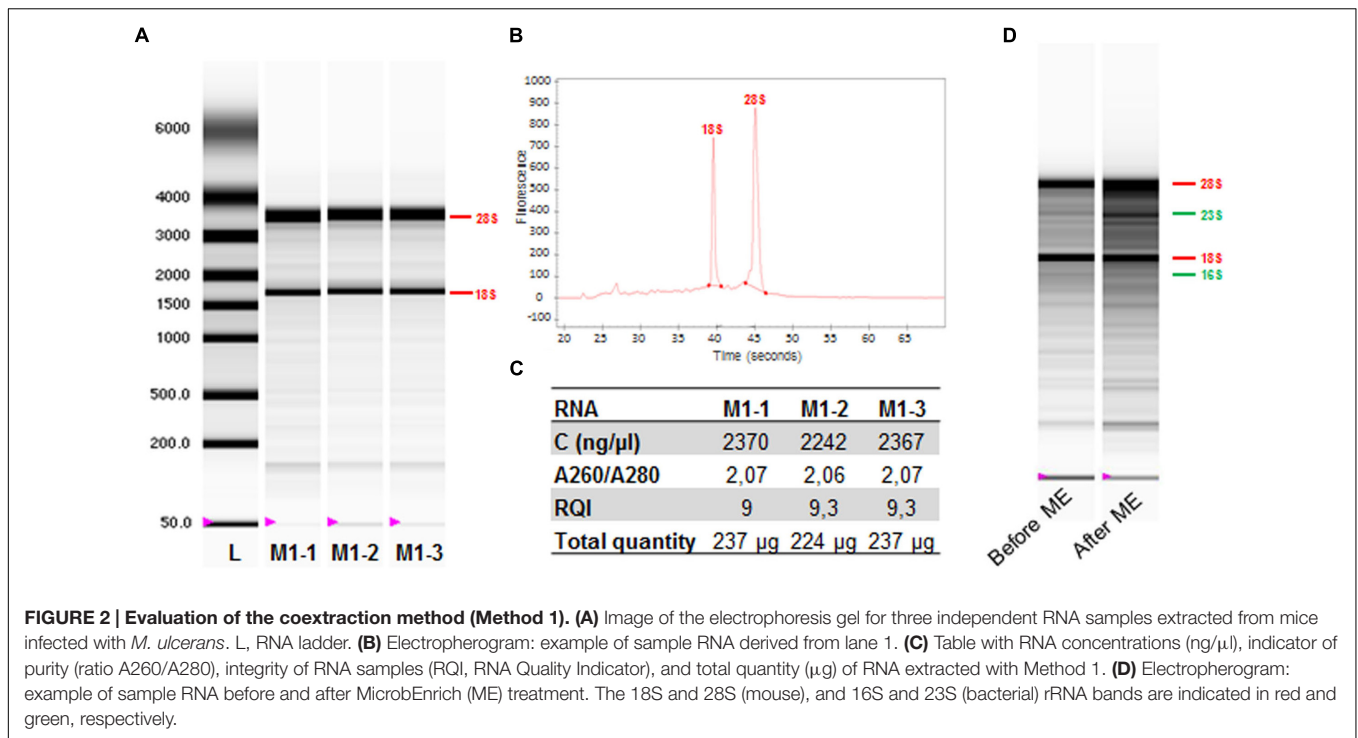 A
6000
4000
3000
2000
1500
1000
500.0
200.0
50.0
28S
18S
L M1-1 M1-2 M1-3
B
Fluorescence
1000
900
800
700
600
500
400
300
200
100
0
-100
18S
28S
20 25 30 35 40 45 50 55 60 65
Time (seconds)
C
RNA M1-1 M1-2 M1-3
C (ng/µl) 2370 2242 2367
A260/A280 2,07 2,06 2,07
RQI 9 9,3 9,3
Total quantity 237 µg 224 µg 237 µg
D
28S
23S
18S
16S
Before ME After ME
FIGURE 2 | Evaluation of the coextraction method (Method 1). (A) Image of the electrophoresis gel for three independent RNA samples extracted from mice
infected with M. ulcerans. L, RNA ladder. (B) Electropherogram: example of sample RNA derived from lane 1. (C) Table with RNA concentrations (ng/µl), indicator of
purity (ratio A260/A280), integrity of RNA samples (RQI, RNA Quality Indicator), and total quantity (µg) of RNA extracted with Method 1. (D) Electropherogram:
example of sample RNA before and after MicrobEnrich (ME) treatment. The 18S and 28S (mouse), and 16S and 23S (bacterial) rRNA bands are indicated in red and
green, respectively.